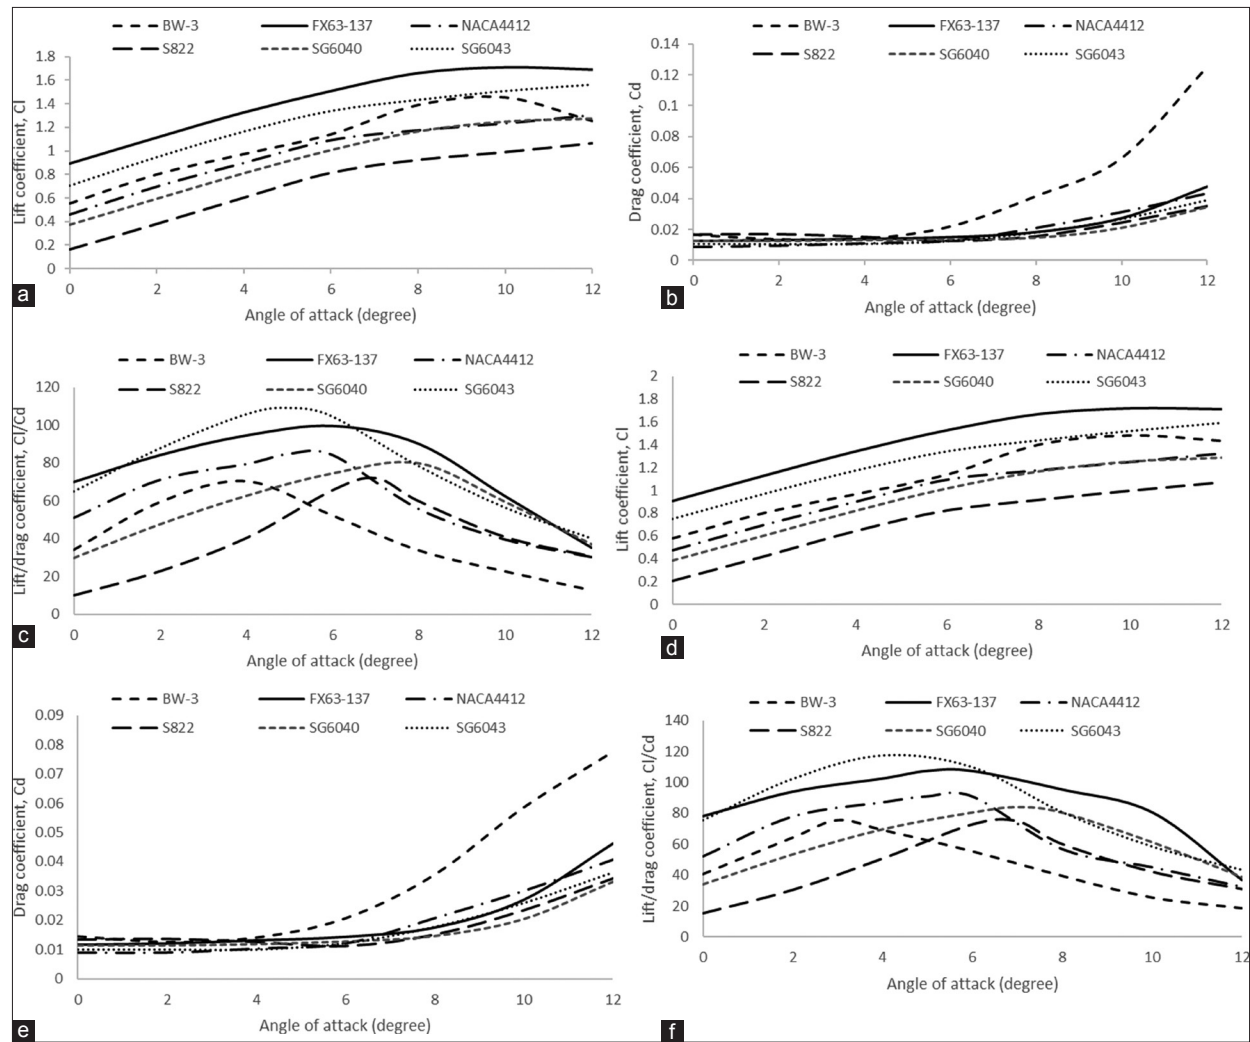 BW-3 FX63-137 NACA4412
S822 SG6040 SG6043
Lift coefficient, Cl
1.8
1.6
1.4
1.2
1
0.8
0.6
0.4
0.2
0
0 2 4 6 8 10 12
Angle of attack (degree)
a
BW-3 FX63-137 NACA4412
S822 SG6040 SG6043
Drag coefficient, Cd
0.14
0.12
0.1
0.08
0.06
0.04
0.02
0
0 2 4 6 8 10 12
Angle of attack (degree)
b
BW-3 FX63-137 NACA4412
S822 SG6040 SG6043
Lift/drag coefficient, Cl/Cd
120
100
80
60
40
20
0
0 2 4 6 8 10 12
Angle of attack (degree)
c
BW-3 FX63-137 NACA4412
S822 SG6040 SG6043
Lift coefficient, Cl
2
1.8
1.6
1.4
1.2
1
0.8
0.6
0.4
0.2
0
0 2 4 6 8 10 12
Angle of attack (degree)
d
BW-3 FX63-137 NACA4412
S822 SG6040 SG6043
Drag coefficient, Cd
0.09
0.08
0.07
0.06
0.05
0.04
0.03
0.02
0.01
0
0 2 4 6 8 10 12
Angle of attack (degree)
e
BW-3 FX63-137 NACA4412
S822 SG6040 SG6043
Lift/drag coefficient, Cl/Cd
140
120
100
80
60
40
20
0
0 2 4 6 8 10 12
Angle of attack (degree)
f